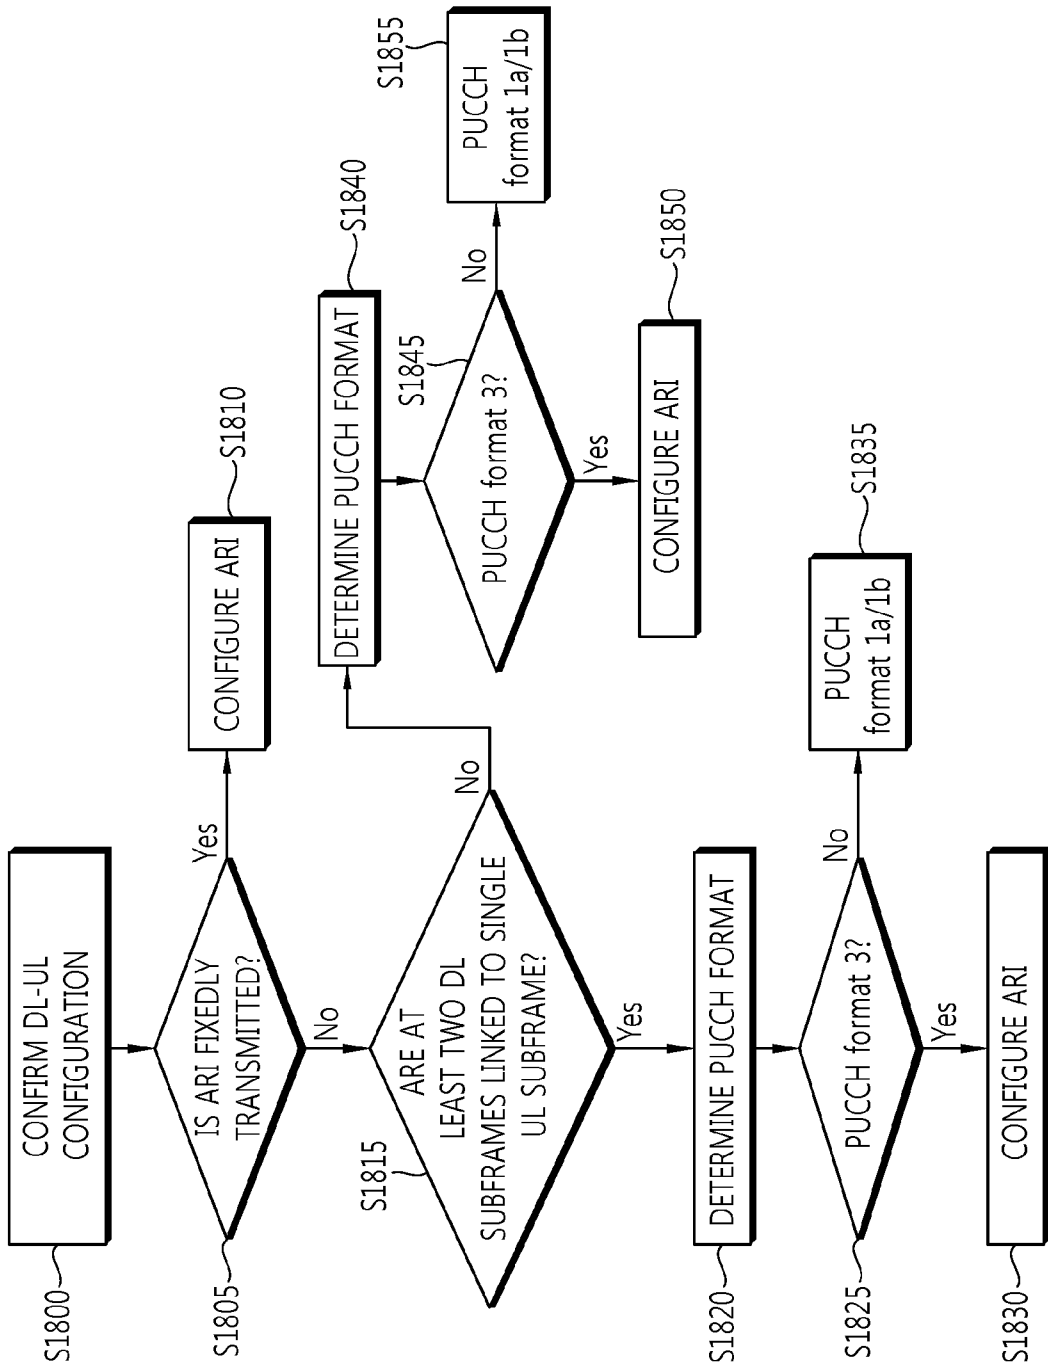 S1800
CONFIRM DL-UL
CONFIGURATION
S1805
IS ARI FIXEDLY
TRANSMITTED?
Yes
CONFIGURE ARI
S1810
No
S1815
ARE AT
LEAST TWO DL
SUBFRAMES LINKED TO SINGLE
UL SUBFRAME?
No
DETERMINE PUCCH FORMAT
S1840
S1845
PUCCH format 3?
No
PUCCH
format 1a/1b
S1855
Yes
CONFIGURE ARI
S1850
Yes
S1820
DETERMINE PUCCH FORMAT
S1825
PUCCH format 3?
No
PUCCH
format 1a/1b
S1835
Yes
S1830
CONFIGURE ARI